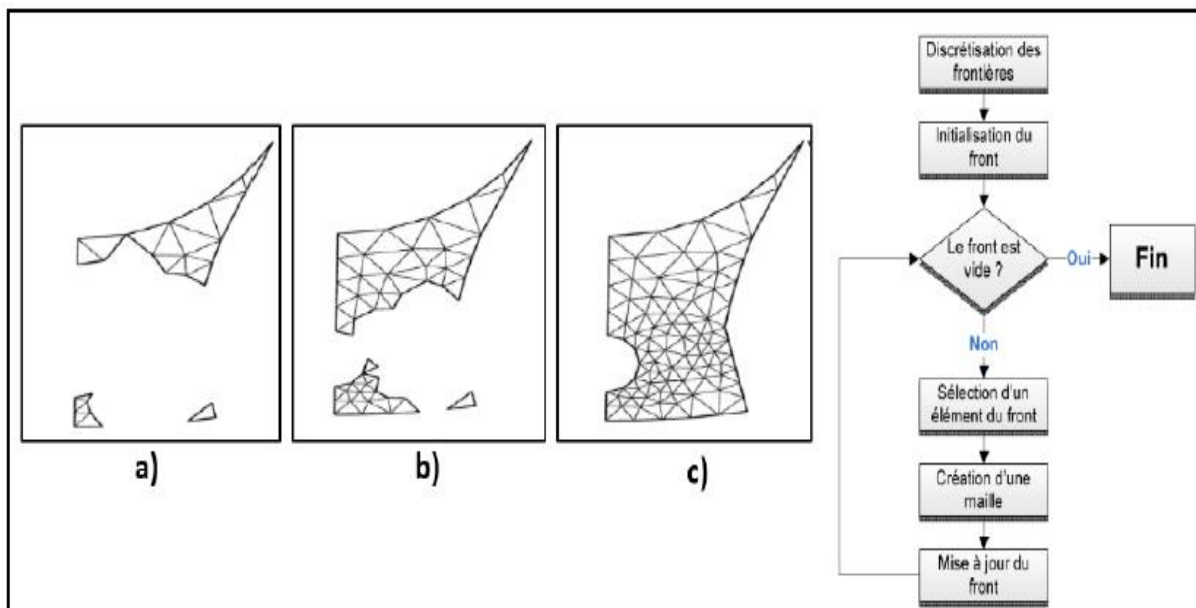 a)
b)
c)
Discrétisation des
frontières
Initialisation du
front
Le front est
vide ?
Oui
Fin
Non
Sélection d'un
élément du front
Création d'une
maille
Mise à jour du
front